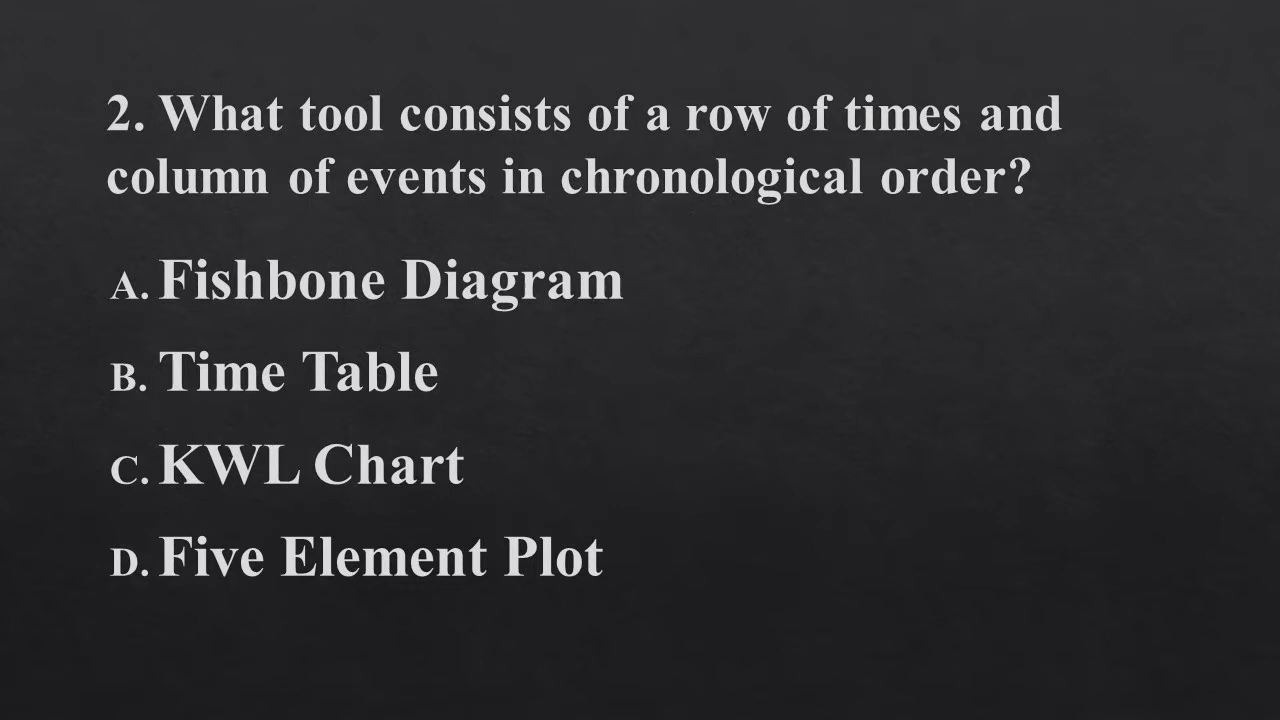 2. What tool consists of a row of times and
column of events in chronological order?
A. Fishbone Diagram
B. Time Table
C. KWL Chart
D. Five Element Plot